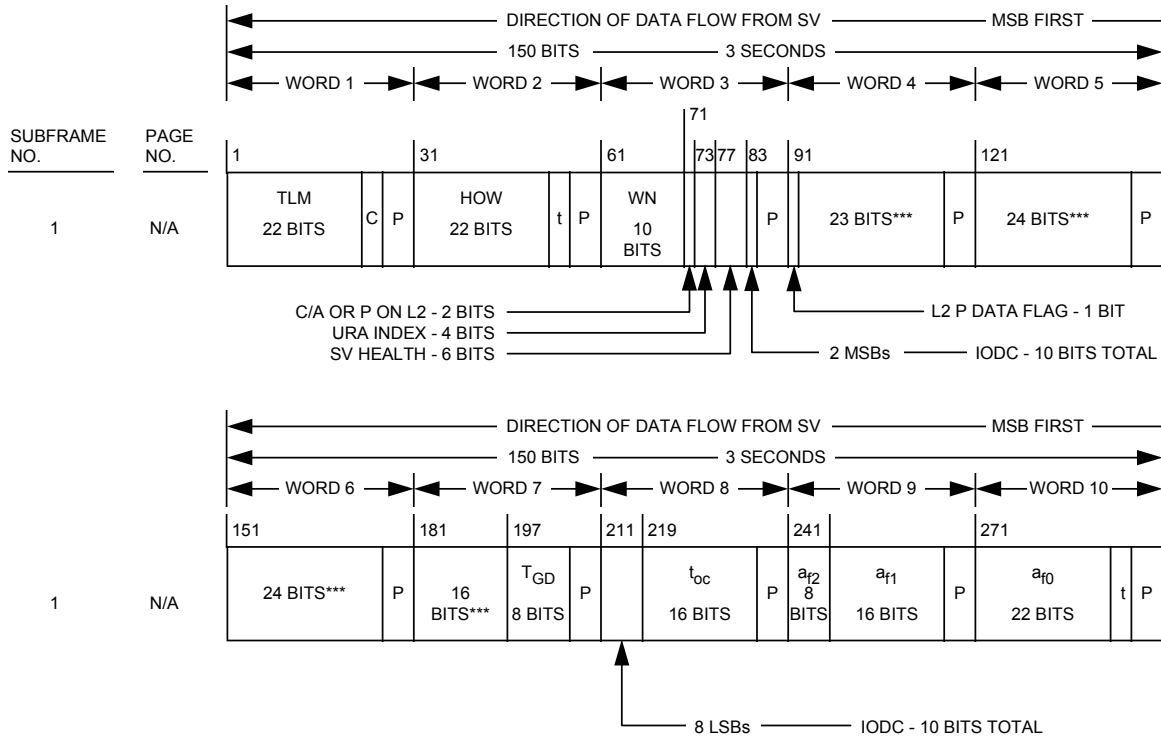 DIRECTION OF DATA FLOW FROM SV MSB FIRST
150 BITS 3 SECONDS
WORD 1 WORD 2 WORD 3 WORD 4 WORD 5
SUBFRAME NO. PAGE NO.
71
1 31 61 73 77 83 91 121
1 N/A
TLM 22 BITS C P HOW 22 BITS t P WN 10 BITS P 23 BITS*** P 24 BITS*** P
C/A OR P ON L2 - 2 BITS
URA INDEX - 4 BITS
SV HEALTH - 6 BITS
L2 P DATA FLAG - 1 BIT
2 MSBs IODC - 10 BITS TOTAL
DIRECTION OF DATA FLOW FROM SV MSB FIRST
150 BITS 3 SECONDS
WORD 6 WORD 7 WORD 8 WORD 9 WORD 10
151 181 197 211 219 241 271
1 N/A
24 BITS*** P 16 BITS*** TGD 8 BITS P toc 16 BITS P af2 8 BITS af1 16 BITS P af0 22 BITS t P
8 LSBs IODC - 10 BITS TOTAL